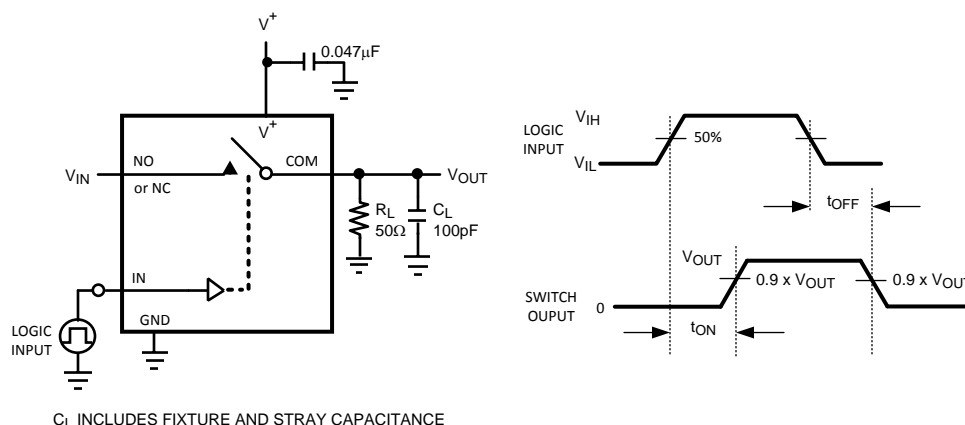 V+
0.047µF
V+
VIN
NO
or NC
COM
VOUT
RL
50Ω
CL
100pF
IN
GND
LOGIC
INPUT
CL INCLUDES FIXTURE AND STRAY CAPACITANCE
LOGIC
INPUT
VIH
VIL
50%
tOFF
VOUT
0.9 x VOUT
0.9 x VOUT
SWITCH
OUPUT
0
tON